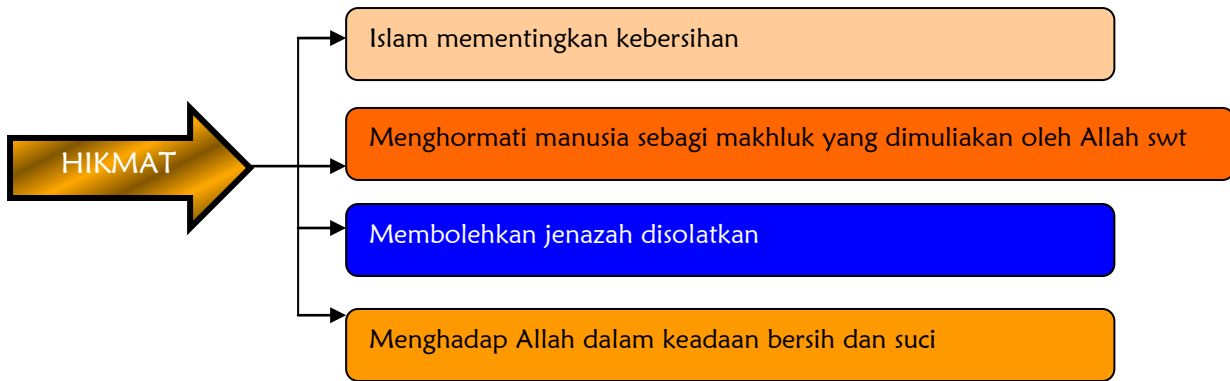 HIKMAT
Islam mementingkan kebersihan
Menghormati manusia sebagi makhluk yang dimuliakan oleh Allah swt
Membolehkan jenazah disolatkan
Menghadap Allah dalam keadaan bersih dan suci